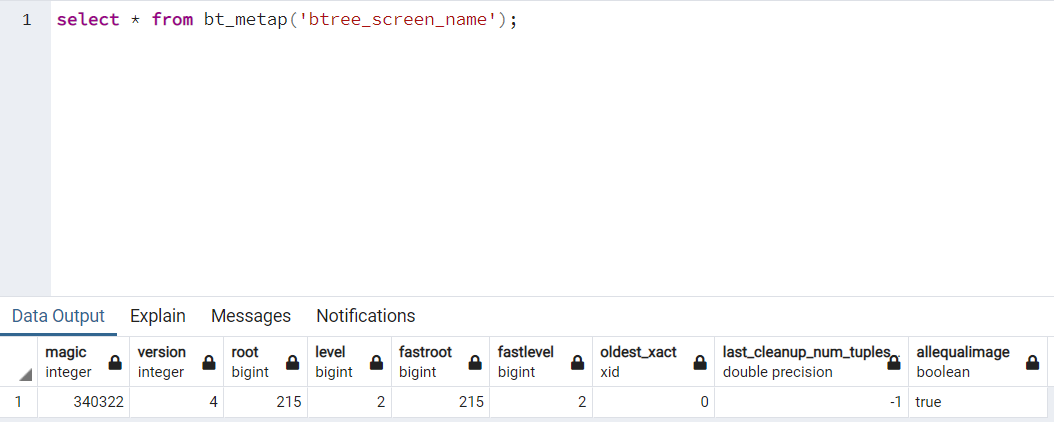 1 select * from bt_metap('btree_screen_name');
Data Output Explain Messages Notifications
magic version root level fastroot fastlevel oldest_xact last_cleanup_num_tuples allequalimage
integer integer bigint bigint bigint bigint xid double precision boolean
1 340322 4 215 2 215 2 0 -1 true